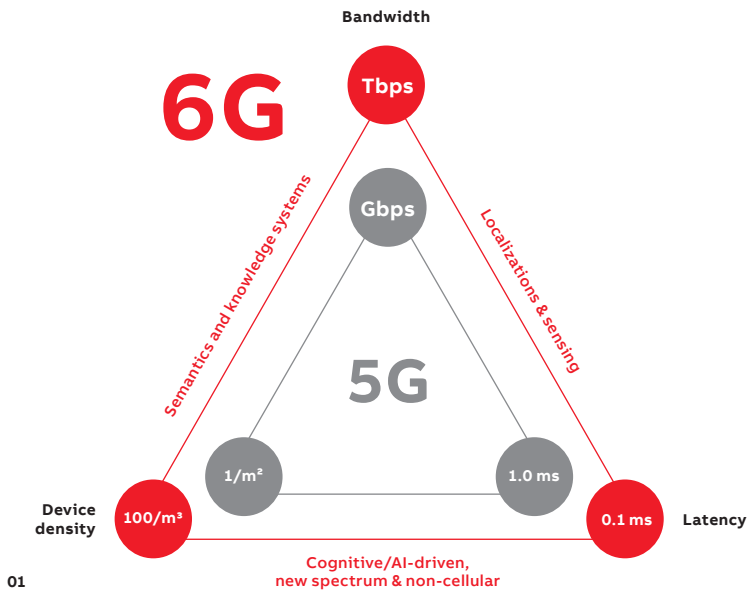 Bandwidth
6G
Tbps
Gbps
Semantics and knowledge systems
Localizations & sensing
5G
1/m²
1.0 ms
Device
density
100/m³
0.1 ms
Latency
Cognitive/AI-driven,
new spectrum & non-cellular
01